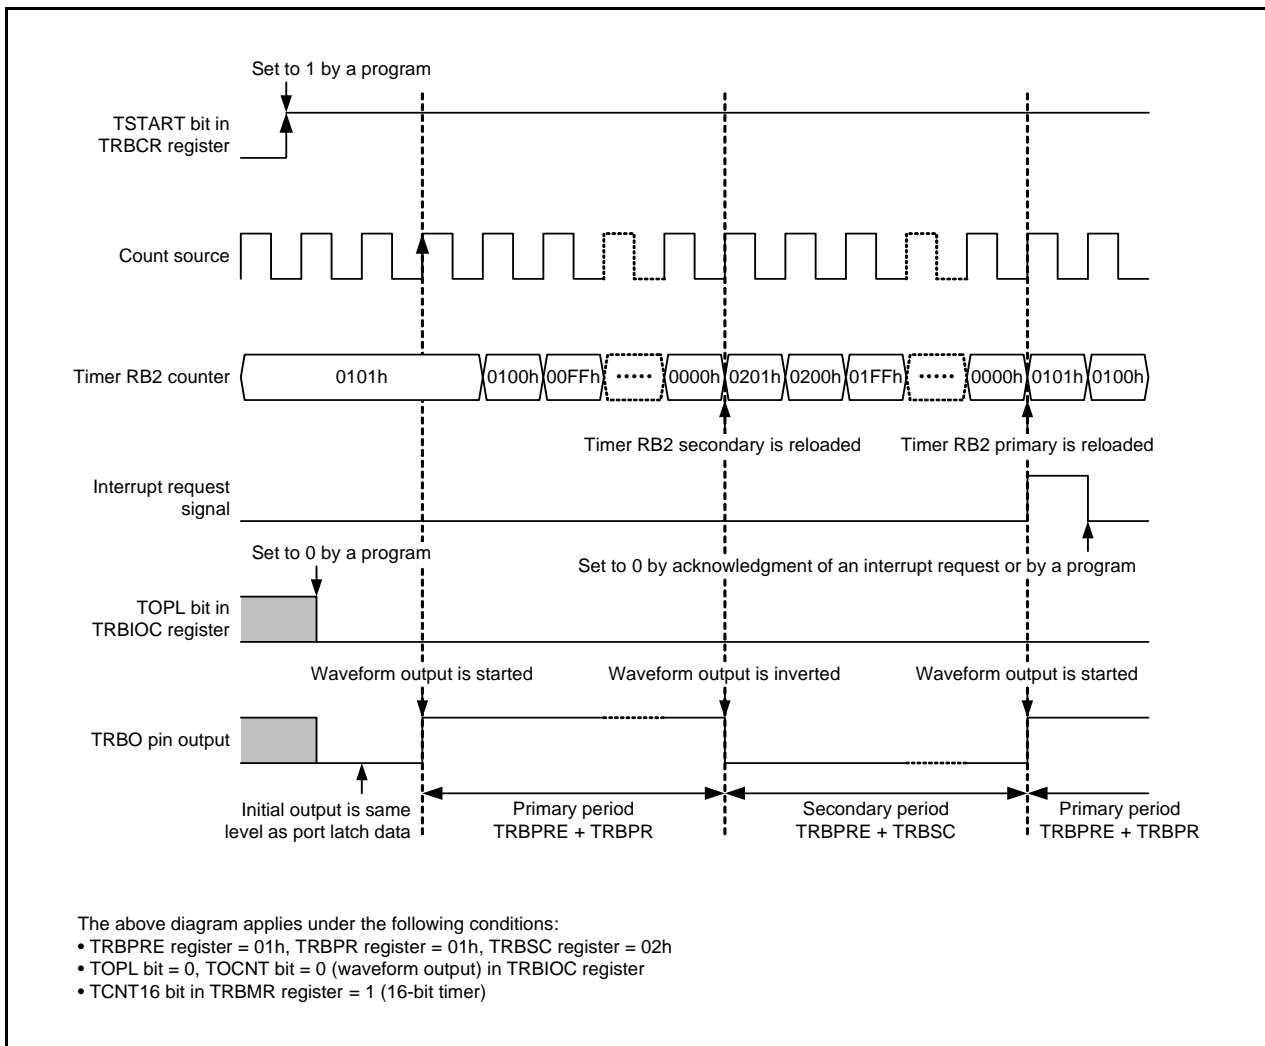 Set to 1 by a program
TSTART bit in
TRBCR register
Count source
Timer RB2 counter
0101h
0100h
00FFh
•••••
0000h
0201h
0200h
01FFh
•••••
0000h
0101h
0100h
Timer RB2 secondary is reloaded
Timer RB2 primary is reloaded
Interrupt request
signal
Set to 0 by a program
Set to 0 by acknowledgment of an interrupt request or by a program
TOPL bit in
TRBIOC register
Waveform output is started
Waveform output is inverted
Waveform output is started
TRBO pin output
Initial output is same
level as port latch data
Primary period
TRBPRE + TRBPR
Secondary period
TRBPRE + TRBSC
Primary period
TRBPRE + TRBPR
The above diagram applies under the following conditions:
• TRBPRE register = 01h, TRBPR register = 01h, TRBSC register = 02h
• TOPL bit = 0, TOCNT bit = 0 (waveform output) in TRBIOC register
• TCNT16 bit in TRBMR register = 1 (16-bit timer)